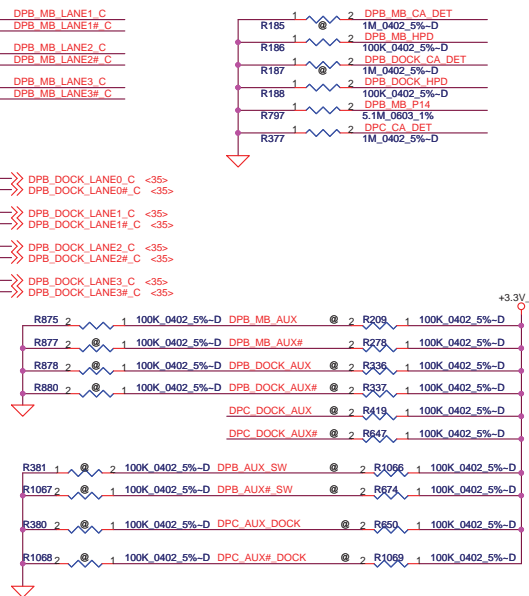 DPB_MB_LANE1_C
DPB_MB_LANE1#_C
DPB_MB_LANE2_C
DPB_MB_LANE2#_C
DPB_MB_LANE3_C
DPB_MB_LANE3#_C
1 2 DPB_MB_CA_DET
R185 @ 1M_0402_5%~D
1 2 DPB_MB_HPD
R186 100K_0402_5%~D
1 2 DPB_DOCK_CA_DET
R187 @ 1M_0402_5%~D
1 2 DPB_DOCK_HPD
R188 100K_0402_5%~D
1 2 DPB_MB_P14
R797 5.1M_0603_1%
1 2 DPC_CA_DET
R377 1M_0402_5%~D
DPB_DOCK_LANE0_C <35>
DPB_DOCK_LANE0#_C <35>
DPB_DOCK_LANE1_C <35>
DPB_DOCK_LANE1#_C <35>
DPB_DOCK_LANE2_C <35>
DPB_DOCK_LANE2#_C <35>
DPB_DOCK_LANE3_C <35>
DPB_DOCK_LANE3#_C <35>
+3.3V_
R875 2 1 100K_0402_5%~D DPB_MB_AUX @ 2 R209 1 100K_0402_5%~D
R877 2 @ 1 100K_0402_5%~D DPB_MB_AUX# 2 R278 1 100K_0402_5%~D
R878 2 @ 1 100K_0402_5%~D DPB_DOCK_AUX @ 2 R336 1 100K_0402_5%~D
R880 2 @ 1 100K_0402_5%~D DPB_DOCK_AUX# @ 2 R337 1 100K_0402_5%~D
DPC_DOCK_AUX @ 2 R419 1 100K_0402_5%~D
DPC_DOCK_AUX# @ 2 R647 1 100K_0402_5%~D
R381 1 @ 2 100K_0402_5%~D DPB_AUX_SW @ 2 R1066 1 100K_0402_5%~D
R1067 2 @ 1 100K_0402_5%~D DPB_AUX#_SW @ 2 R674 1 100K_0402_5%~D
R380 2 @ 1 100K_0402_5%~D DPC_AUX_DOCK @ 2 R650 1 100K_0402_5%~D
R1068 2 @ 1 100K_0402_5%~D DPC_AUX#_DOCK @ 2 R1069 1 100K_0402_5%~D